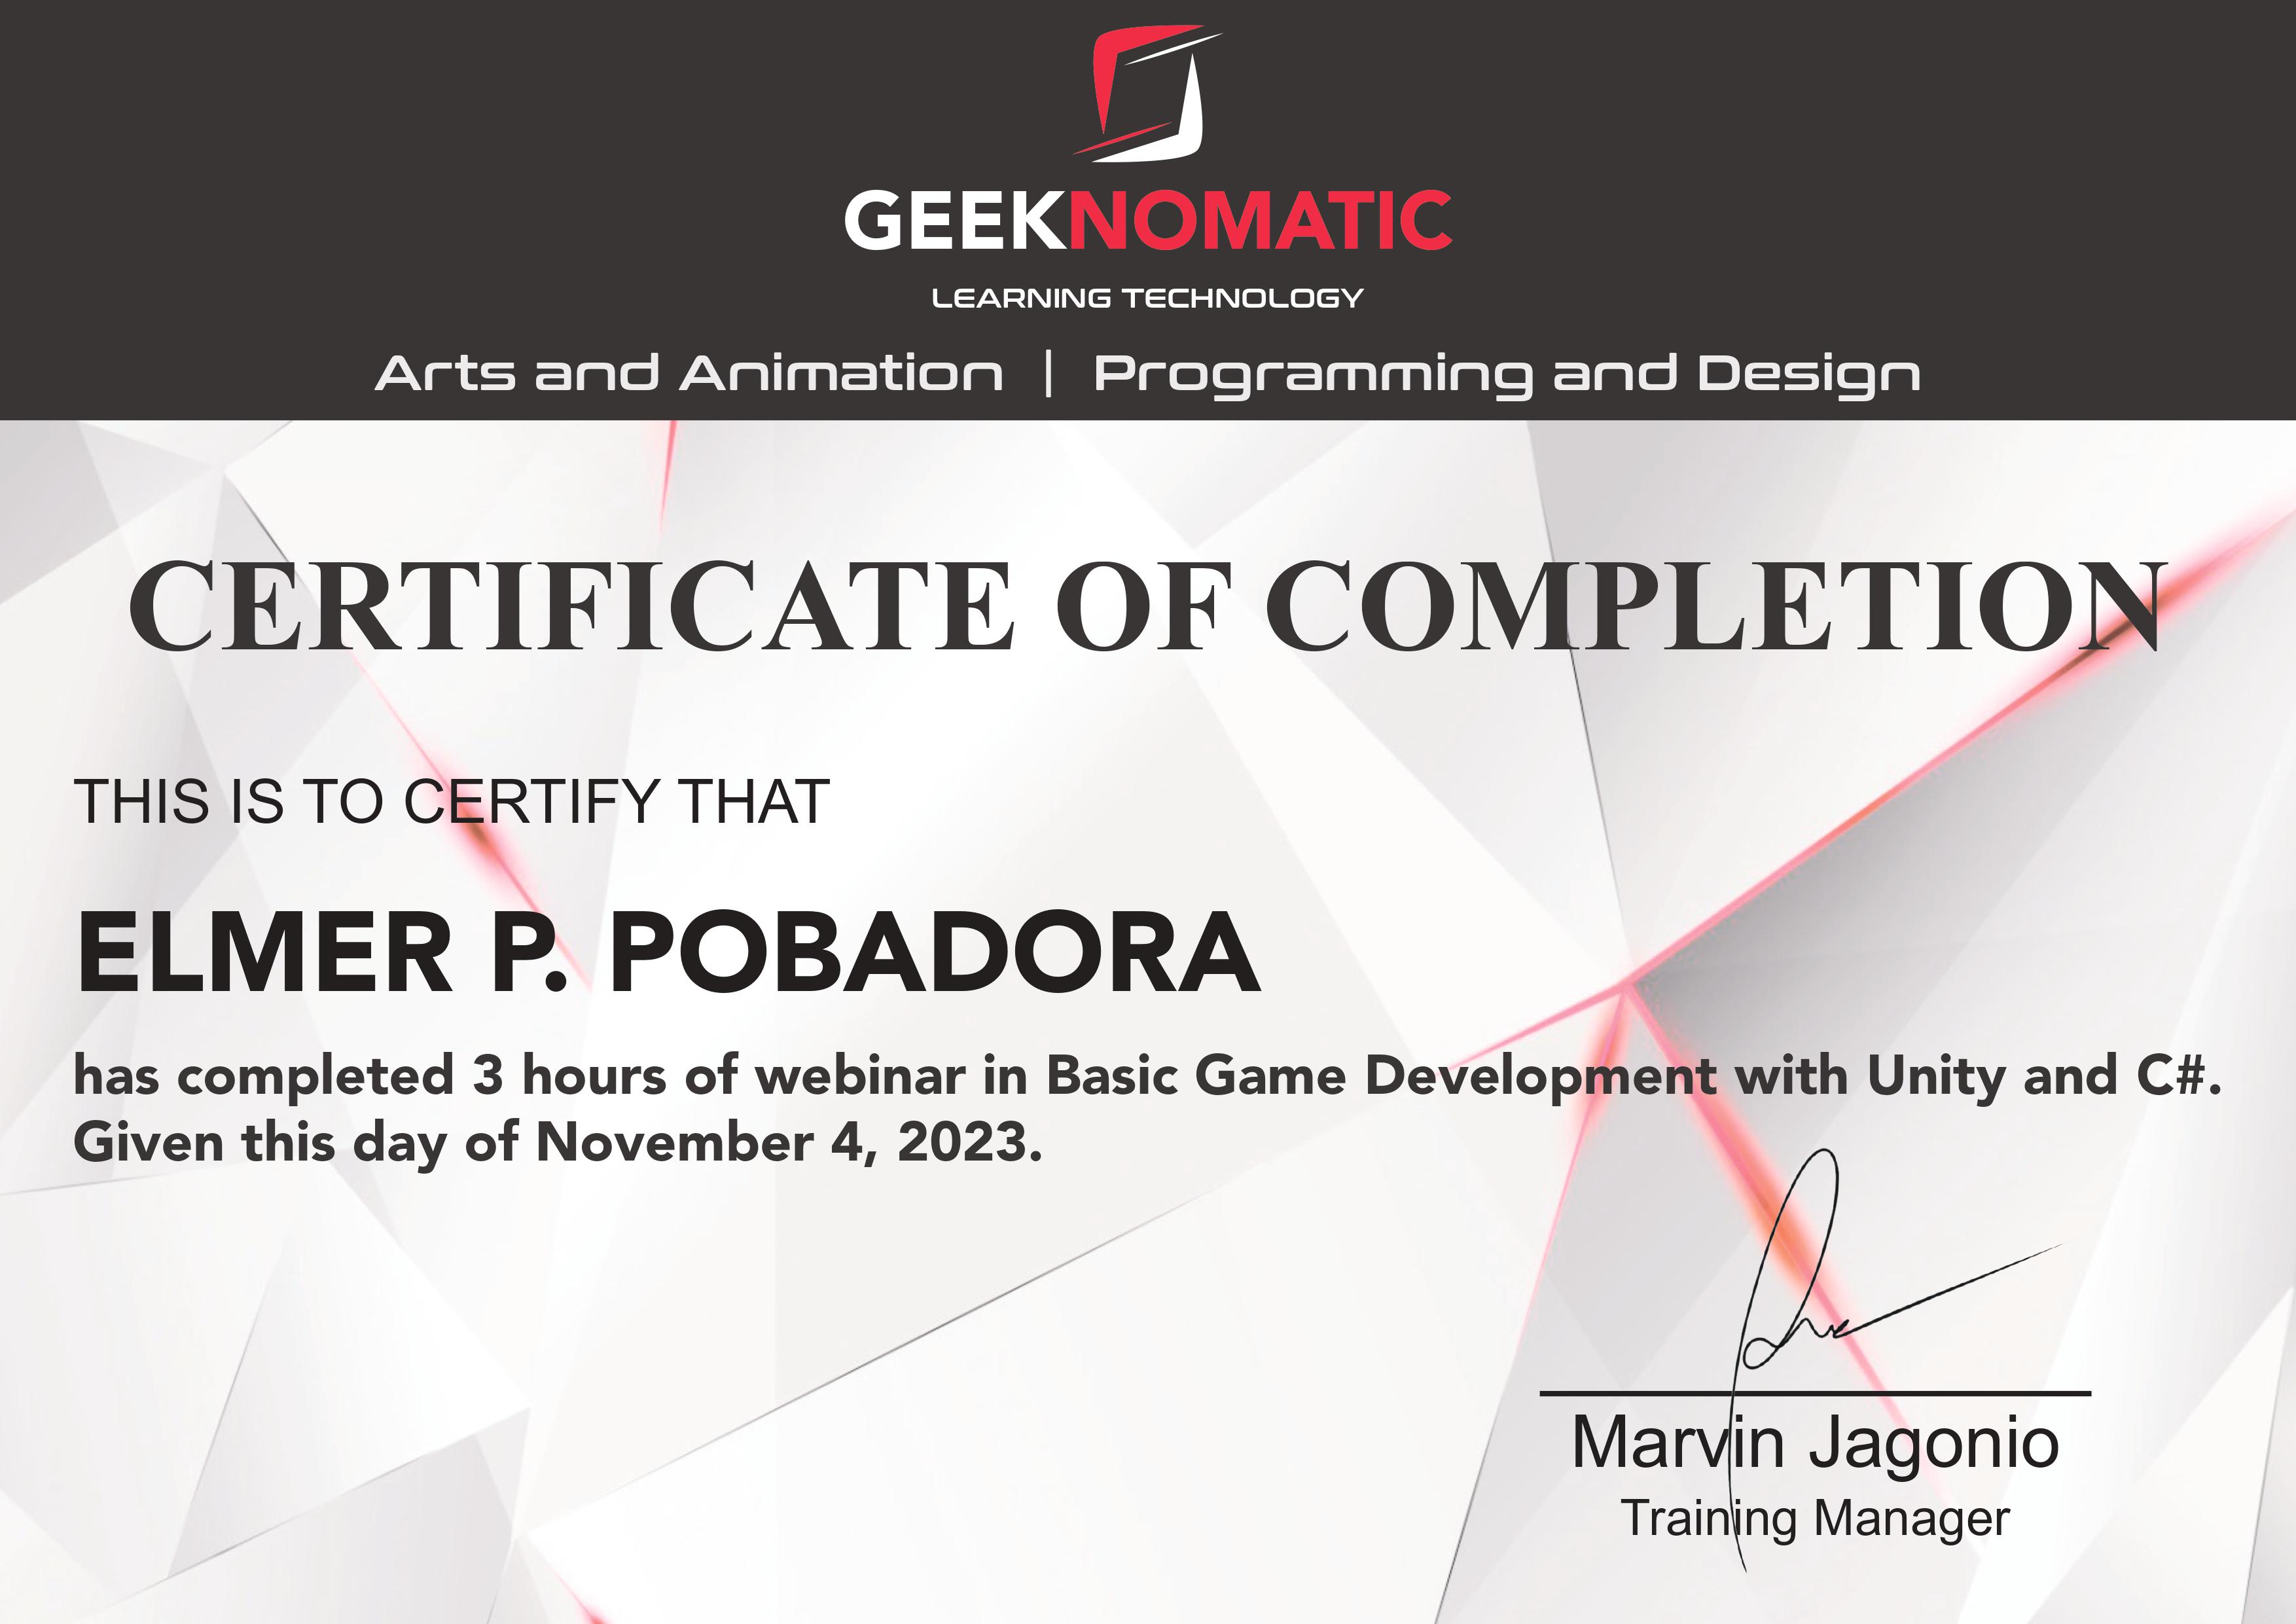 GEEKNOMATIC
LEARNING TECHNOLOGY
Arts and Animation | Programming and Design
CERTIFICATE OF COMPLETION
THIS IS TO CERTIFY THAT
ELMER P. POBADORA
has completed 3 hours of webinar in Basic Game Development with Unity and C#.
Given this day of November 4, 2023.
Marvin Jagonio
Training Manager